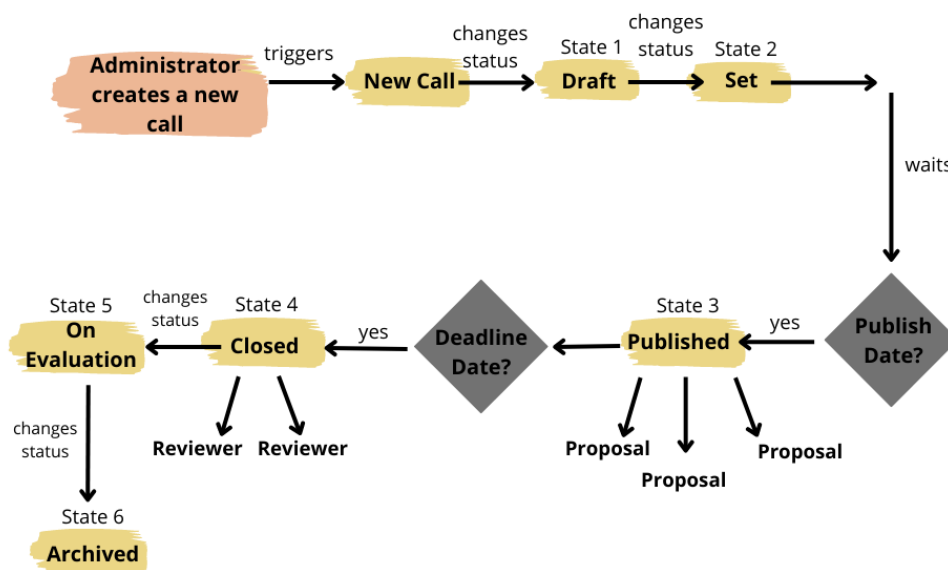 Administrator
creates a new
call
triggers
New Call
changes
status
State 1
Draft
changes
status
State 2
Set
waits
Publish
Date?
yes
State 3
Published
Proposal
Proposal
Proposal
Deadline
Date?
yes
State 4
Closed
Reviewer
Reviewer
changes
status
State 5
On
Evaluation
changes
status
State 6
Archived